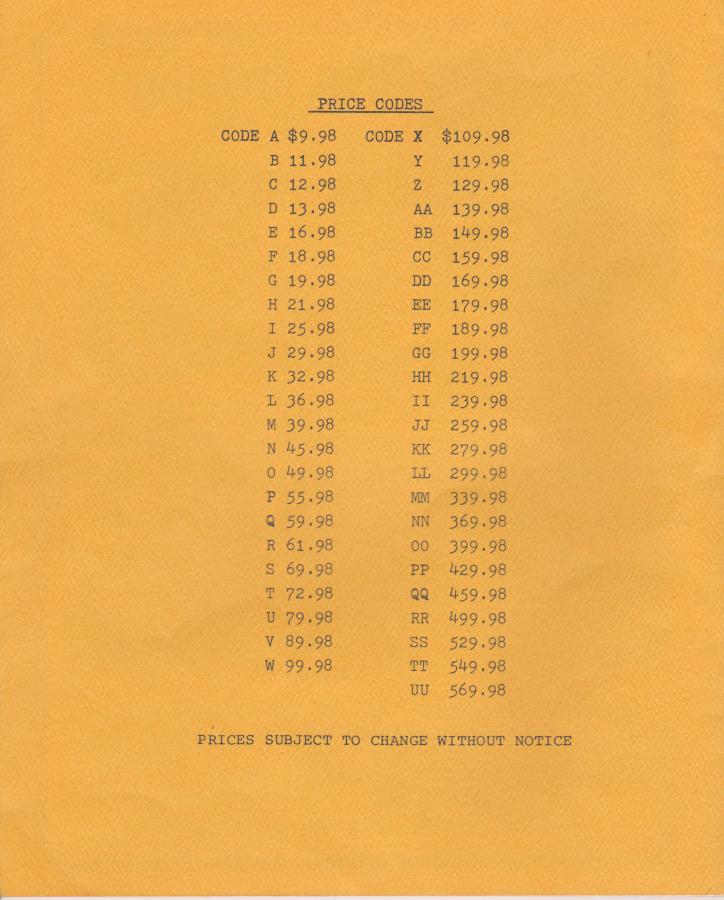 PRICE CODES
CODE A $9.98 CODE X $109.98
B 11.98 Y 119.98
C 12.98 Z 129.98
D 13.98 AA 139.98
E 16.98 BB 149.98
F 18.98 CC 159.98
G 19.98 DD 169.98
H 21.98 EE 179.98
I 25.98 FF 189.98
J 29.98 GG 199.98
K 32.98 HH 219.98
L 36.98 II 239.98
M 39.98 JJ 259.98
N 45.98 KK 279.98
O 49.98 LL 299.98
P 55.98 MM 339.98
Q 59.98 NN 369.98
R 61.98 OO 399.98
S 69.98 PP 429.98
T 72.98 QQ 459.98
U 79.98 RR 499.98
V 89.98 SS 529.98
W 99.98 TT 549.98
UU 569.98
PRICES SUBJECT TO CHANGE WITHOUT NOTICE